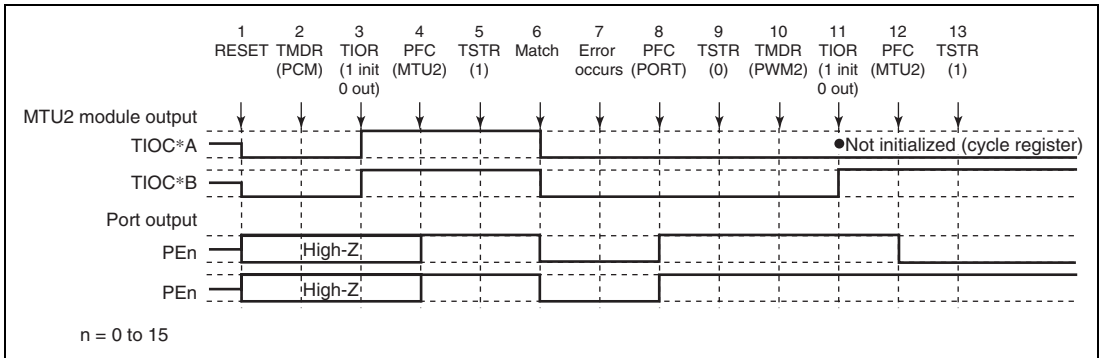 1 2 3 4 5 6 7 8 9 10 11 12 13
RESET TMDR TIOR PFC TSTR Match Error PFC TSTR TMDR TIOR PFC TSTR
(PCM) (1 init (MTU2) (1) occurs (PORT) (0) (PWM2) (1 init (MTU2) (1)
0 out) 0 out)
MTU2 module output
TIOC*A
●Not initialized (cycle register)
TIOC*B
Port output
PEn
High-Z
PEn
High-Z
n = 0 to 15